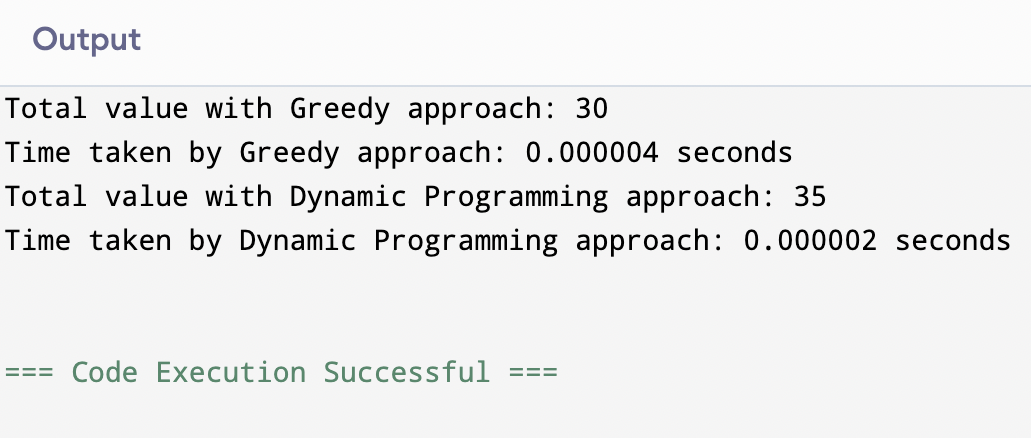 Output
Total value with Greedy approach: 30
Time taken by Greedy approach: 0.000004 seconds
Total value with Dynamic Programming approach: 35
Time taken by Dynamic Programming approach: 0.000002 seconds
=== Code Execution Successful ===